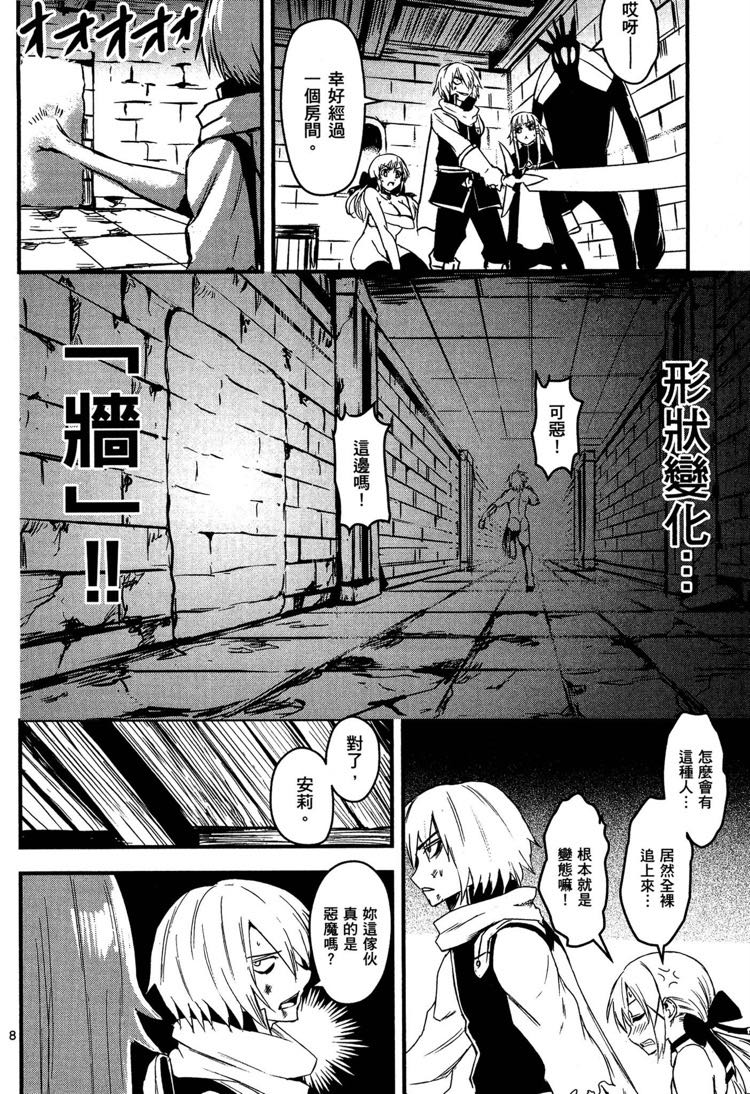 哎呀——
幸好經過
一個房間。
オオオオオ
形狀變化…
可惡！
這邊嗎！
「牆」!!
怎麼會有
這種人…
居然全裸
追上來…
根本就是
變態嘛！
對了，
安莉。
妳這傢伙
真的是
惡魔嗎？
8